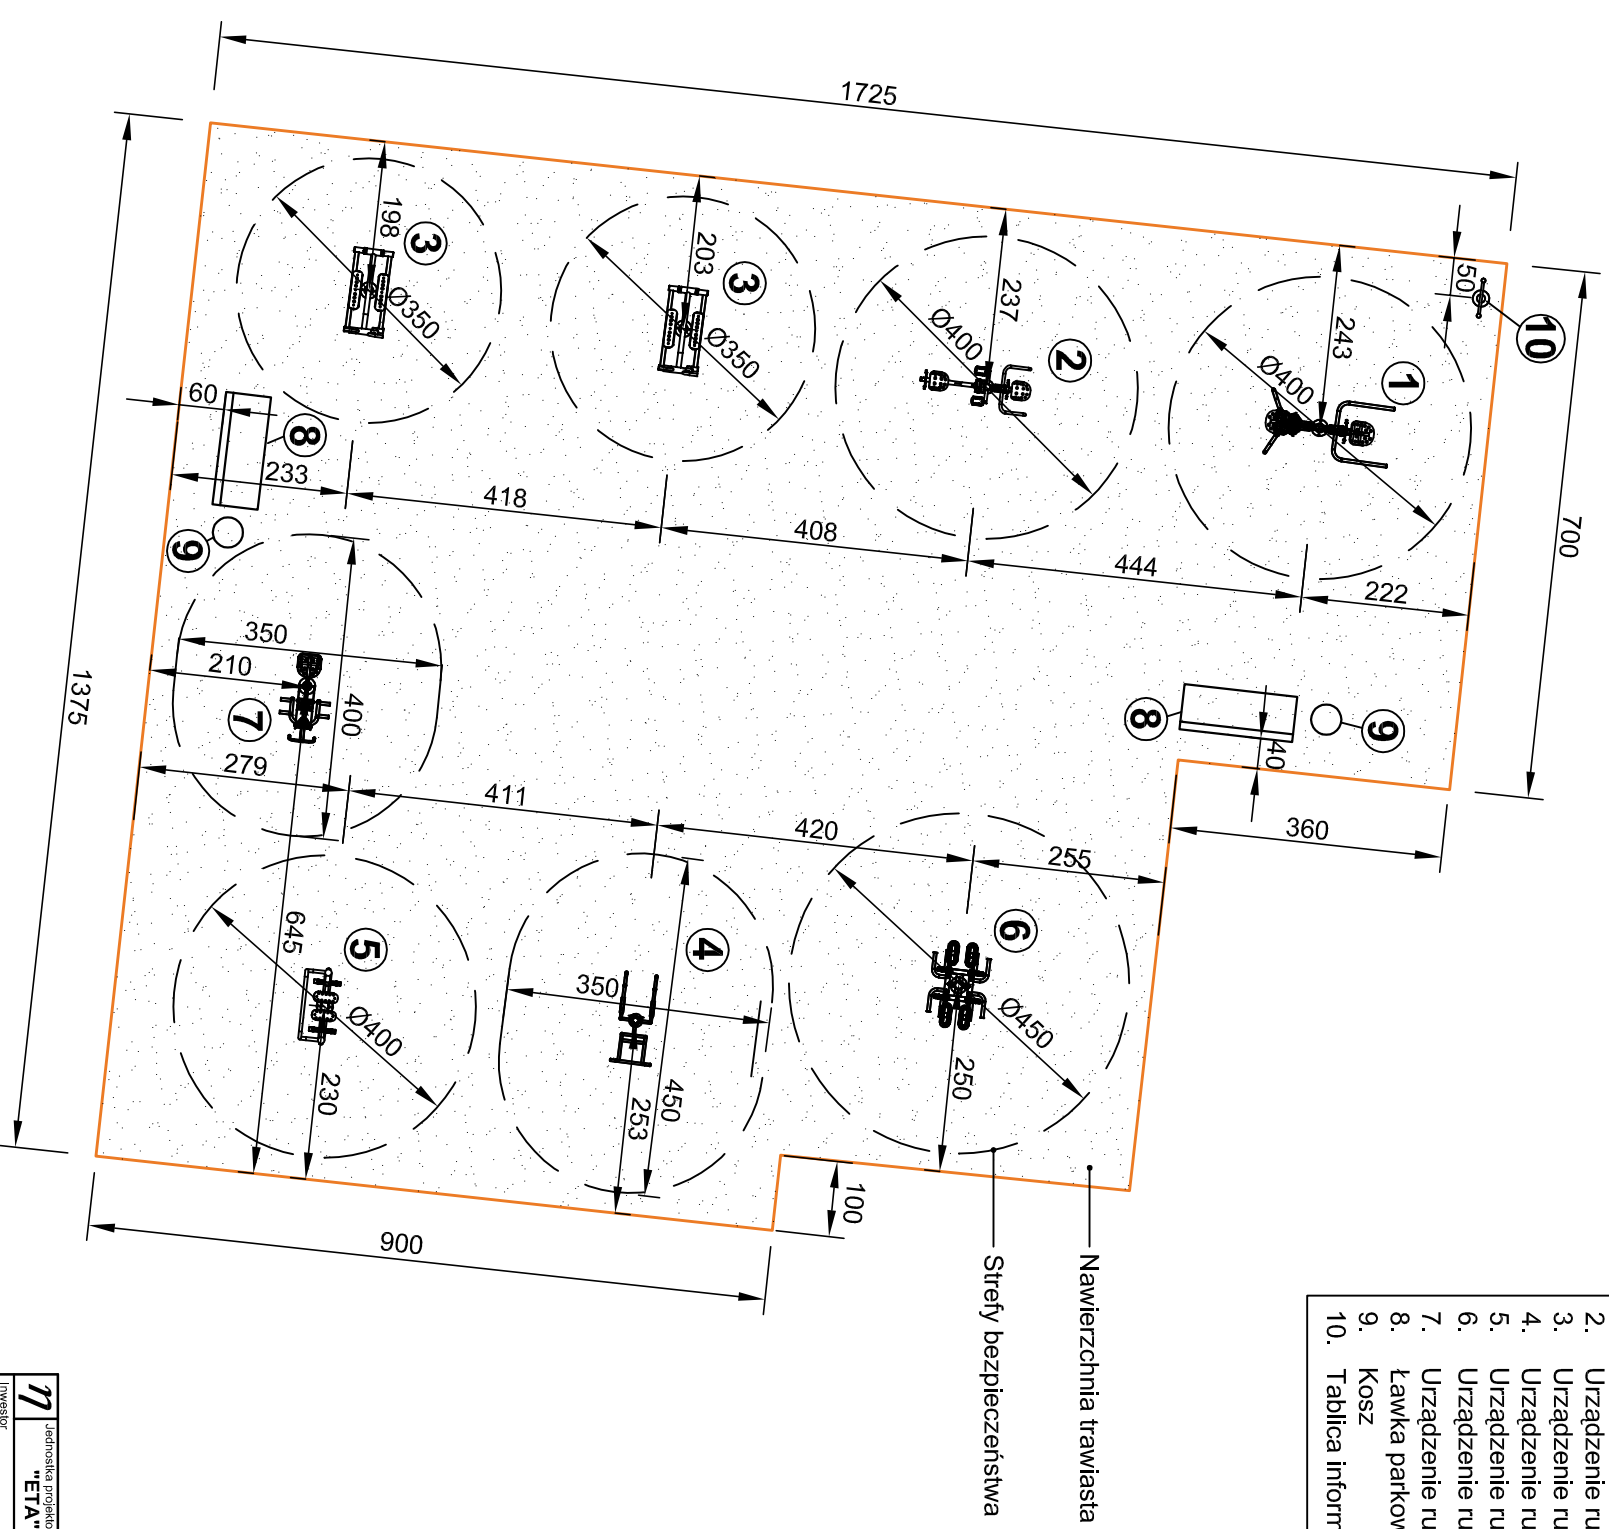 1725
700
1375
900
360
100
50
10
243
1
Ø400
237
2
Ø400
203
3
Ø350
198
3
Ø350
60
8
9
233
418
408
444
222
8
9
40
350
210
7
400
279
411
420
255
645
5
Ø400
230
4
350
450
253
6
Ø450
250
Nawierzchnia trawiasta
Strefy bezpieczeństwa
2. Urządzenie ru
3. Urządzenie ru
4. Urządzenie ru
5. Urządzenie ru
6. Urządzenie ru
7. Urządzenie ru
8. Ławka parkow
9. Kosz
10. Tablica inform
η
Jednostka projekto
"ETA"
Inwestor